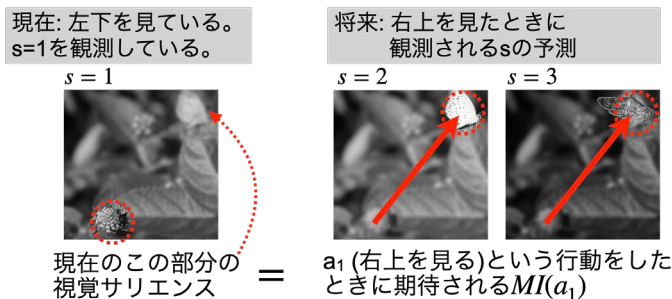 現在: 左下を見ている。
s=1を観測している。
将来: 右上を見たときに
観測されるsの予測
s = 1
s = 2
s = 3
現在のこの部分の
視覚サリエンス
=
a₁ (右上を見る)という行動をした
ときに期待されるMI(a₁)